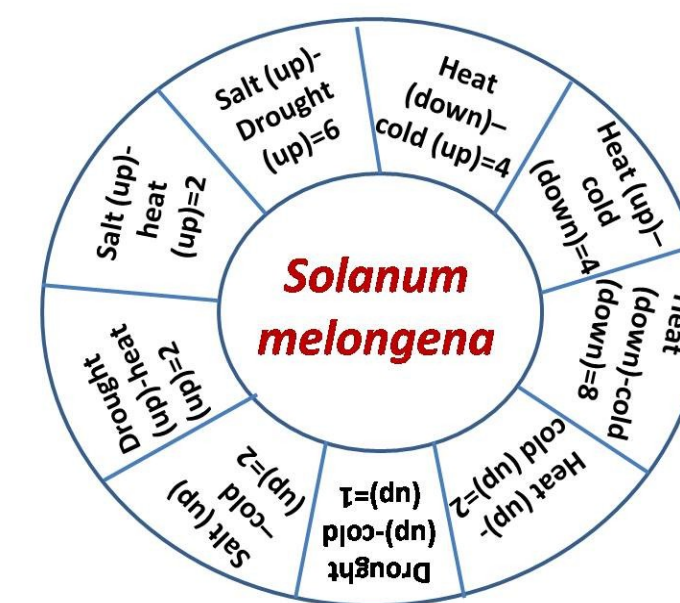 Salt (up)-
Drought
(up)=6
Heat
(down)–
cold (up)=4
Heat (up)–
cold
(down)=4
Heat
(down)-cold
(down)=8
Heat (up)-
cold (up)=2
Drought
(up)-cold
(up)=1
Salt (up)
–cold
(up)=2
Drought
(up)-heat
(up)=2
Salt (up)-
heat
(up)=2
Solanum
melongena